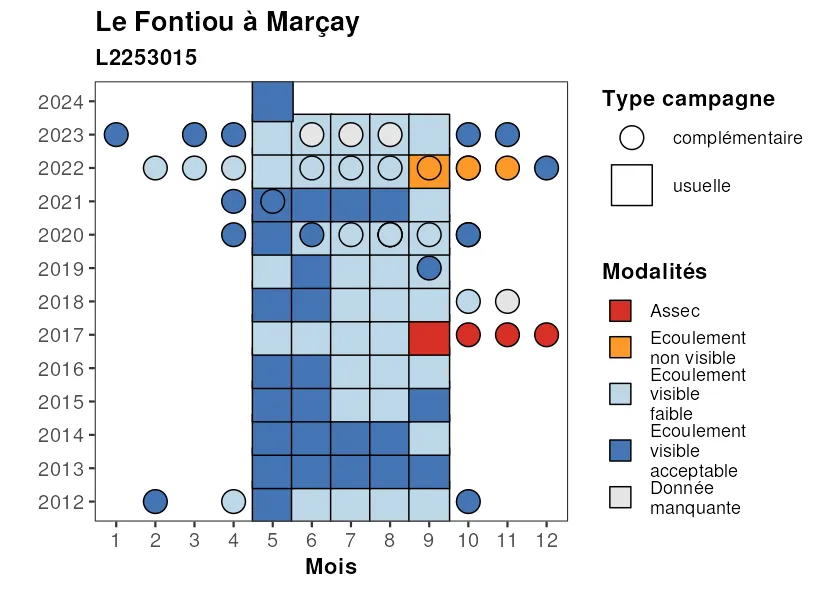 Le Fontiou à Marçay
L2253015
2024
2023
2022
2021
2020
2019
2018
2017
2016
2015
2014
2013
2012
1 2 3 4 5 6 7 8 9 10 11 12
Mois
Type campagne
complémentaire
usuelle
Modalités
Assec
Ecoulement
non visible
Ecoulement
visible
faible
Ecoulement
visible
acceptable
Donnée
manquante